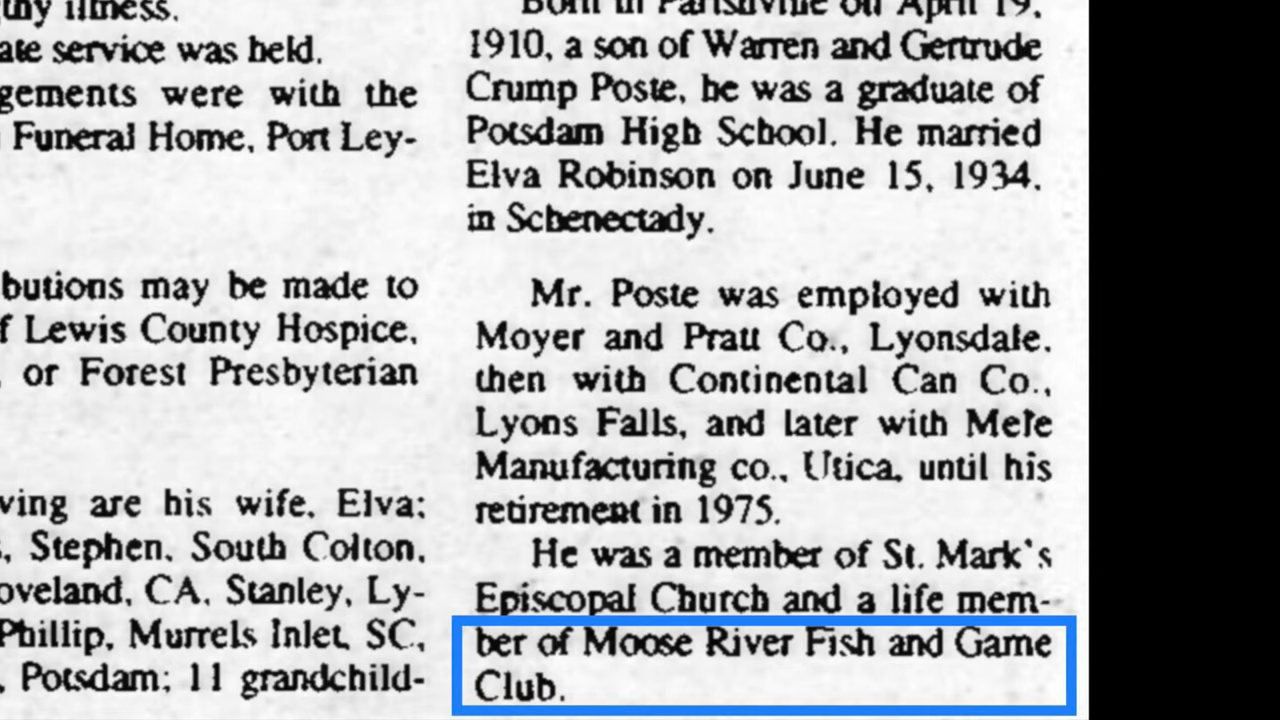 thy illness.
ate service was held.
gements were with the
Funeral Home, Port Ley-
butions may be made to
f Lewis County Hospice,
, or Forest Presbyterian
ving are his wife, Elva;
, Stephen, South Colton,
oveland, CA, Stanley, Ly-
Phillip, Murrels Inlet, SC,
, Potsdam; 11 grandchild-
Born in Parishville on April 19,
1910, a son of Warren and Gertrude
Crump Poste, he was a graduate of
Potsdam High School. He married
Elva Robinson on June 15, 1934,
in Schenectady.
Mr. Poste was employed with
Moyer and Pratt Co., Lyonsdale,
then with Continental Can Co.,
Lyons Falls, and later with Mele
Manufacturing co., Utica, until his
retirement in 1975.
He was a member of St. Mark's
Episcopal Church and a life mem-
ber of Moose River Fish and Game
Club.